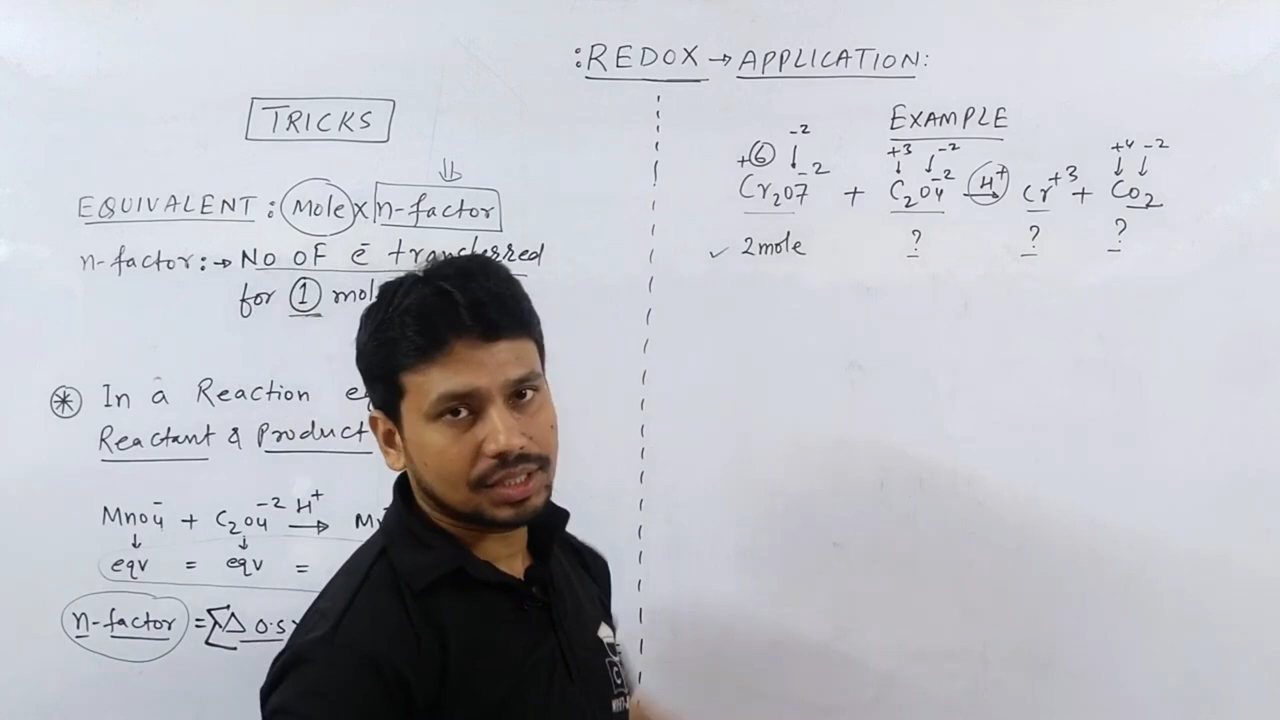 :REDOX → APPLICATION:
TRICKS
EQUIVALENT : Mole x n-factor
n-factor: → No OF ē transferred
for 1 mol
* In a Reaction
Reactant & Product
Mno4⁻ + C2O4⁻² H⁺ →
↓ ↓
eqv = eqv =
n-factor = ΣΔ O.S
EXAMPLE
+6 -2 +3 -2 +4 -2
Cr2O7⁻² + C2O4⁻² H⁺ → Cr⁺³ + CO2
✓ 2mole ? ? ?